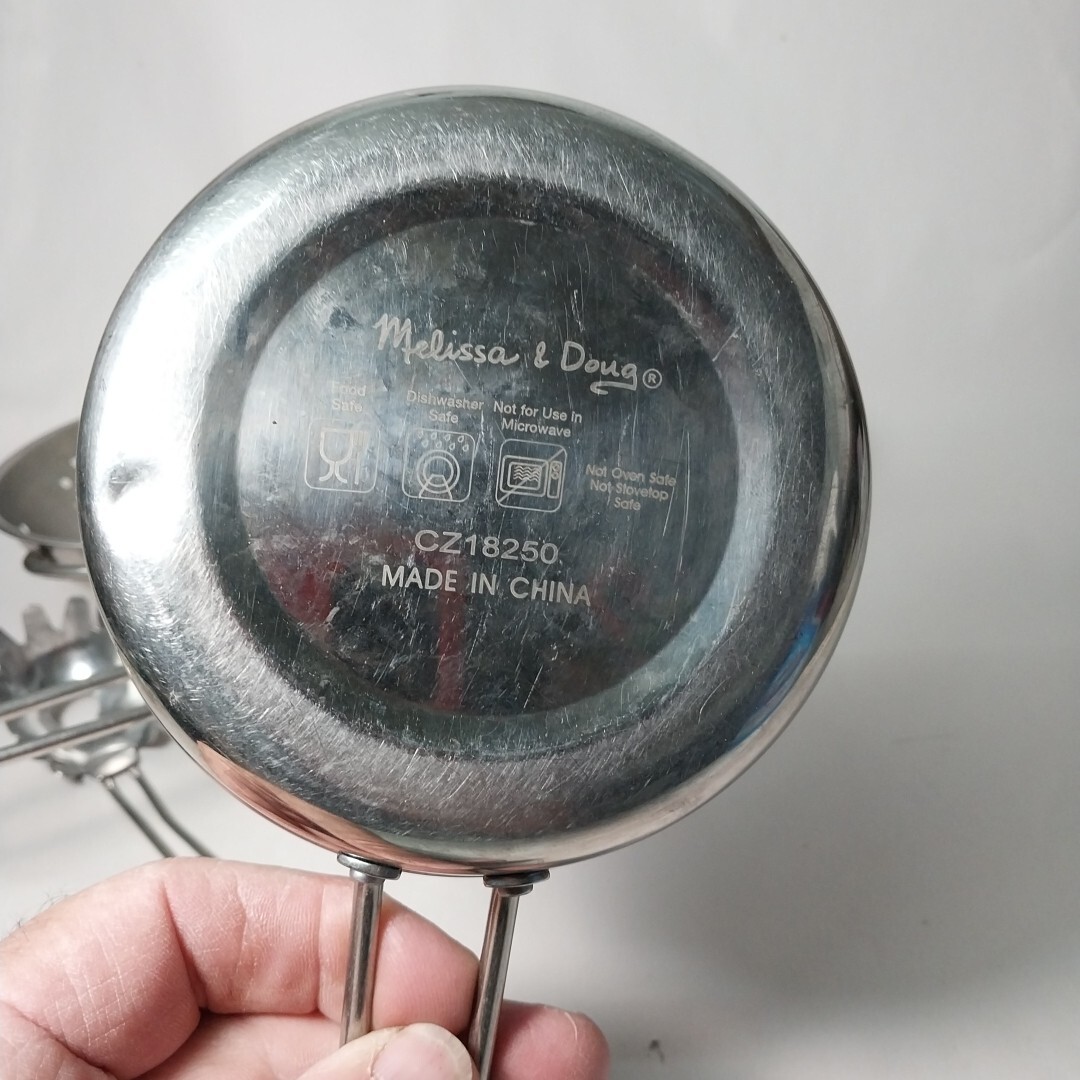 Melissa & Doug®
Food
Safe
Dishwasher
Safe
Not for Use in
Microwave
Not Oven Safe
Not Stovetop
Safe
CZ18250
MADE IN CHINA